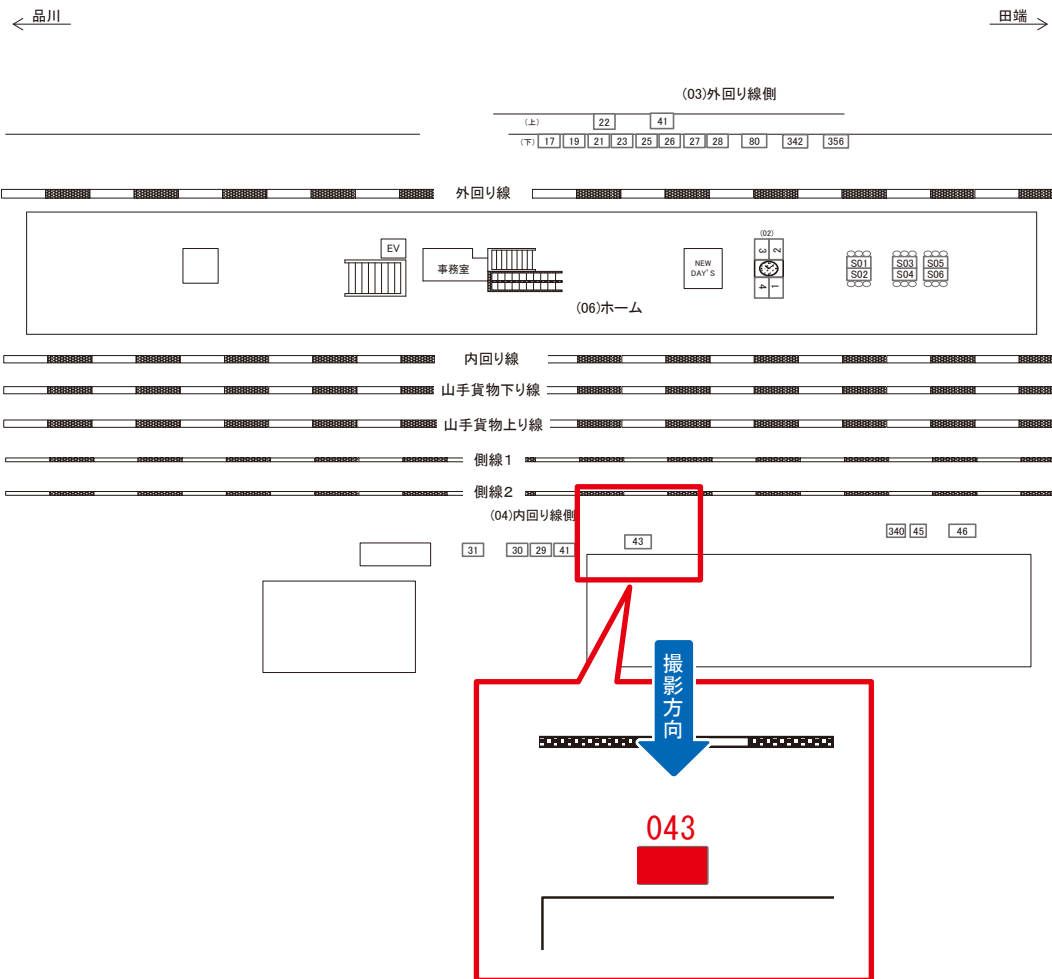 品川
田端
(03)外回り線側
(上) 22 41
(下) 17 19 21 23 25 26 27 28 80 342 356
外回り線
EV
事務室
NEW
DAY'S
(02)
3 2
4 1
S01 S03 S05
S02 S04 S06
(06)ホーム
内回り線
山手貨物下り線
山手貨物上り線
側線1
側線2
(04)内回り線側
31 30 29 41 43 340 45 46
撮影方向
043